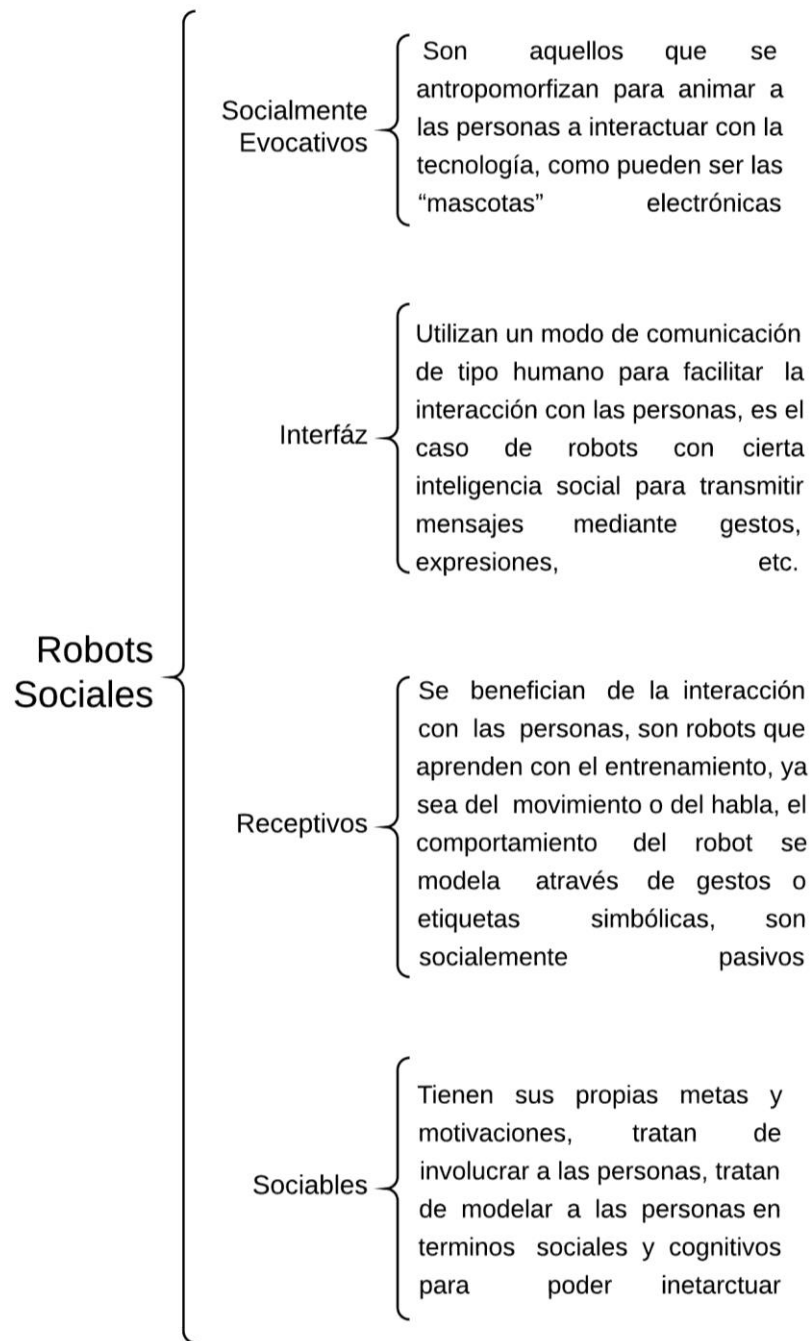 Robots
Sociales
Socialmente
Evocativos
Son aquellos que se
antropomorfizan para animar a
las personas a interactuar con la
tecnología, como pueden ser las
“mascotas” electrónicas
Interfáz
Utilizan un modo de comunicación
de tipo humano para facilitar la
interacción con las personas, es el
caso de robots con cierta
inteligencia social para transmitir
mensajes mediante gestos,
expresiones, etc.
Receptivos
Se benefician de la interacción
con las personas, son robots que
aprenden con el entrenamiento, ya
sea del movimiento o del habla, el
comportamiento del robot se
modela através de gestos o
etiquetas simbólicas, son
socialemente pasivos
Sociables
Tienen sus propias metas y
motivaciones, tratan de
involucrar a las personas, tratan
de modelar a las personas en
terminos sociales y cognitivos
para poder inetarctuar